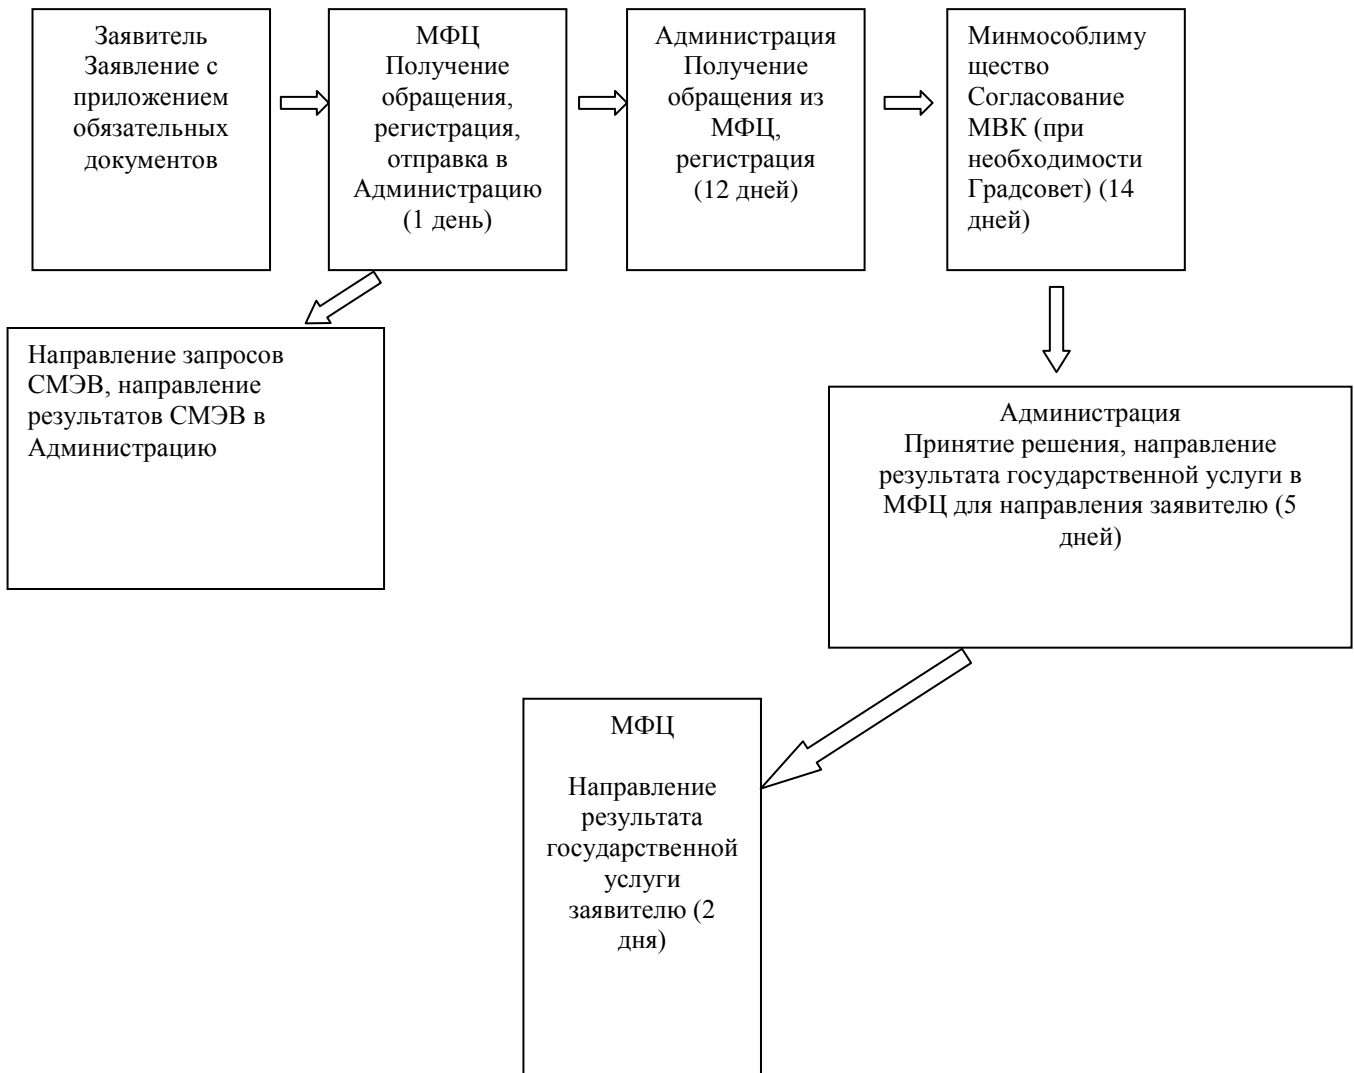 Заявитель
Заявление с
приложением
обязательных
документов
МФЦ
Получение
обращения,
регистрация,
отправка в
Администрацию
(1 день)
Администрация
Получение
обращения из
МФЦ,
регистрация
(12 дней)
Минмособлиму
щество
Согласование
МВК (при
необходимости
Градсовет) (14
дней)
Направление запросов
СМЭВ, направление
результатов СМЭВ в
Администрацию
Администрация
Принятие решения, направление
результата государственной услуги в
МФЦ для направления заявителю (5
дней)
МФЦ
Направление
результата
государственной
услуги
заявителю (2
дня)